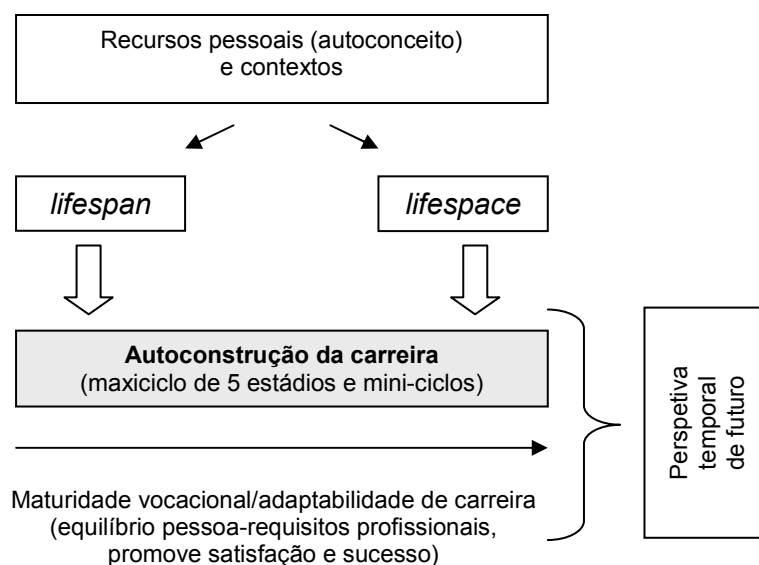 Recursos pessoais (autoconceito)
e contextos
lifespan
lifespace
Autoconstrução da carreira
(maxiciclo de 5 estádios e mini-ciclos)
Maturidade vocacional/adaptabilidade de carreira
(equilíbrio pessoa-requisitos profissionais,
promove satisfação e sucesso)
Perspetiva
temporal
de futuro